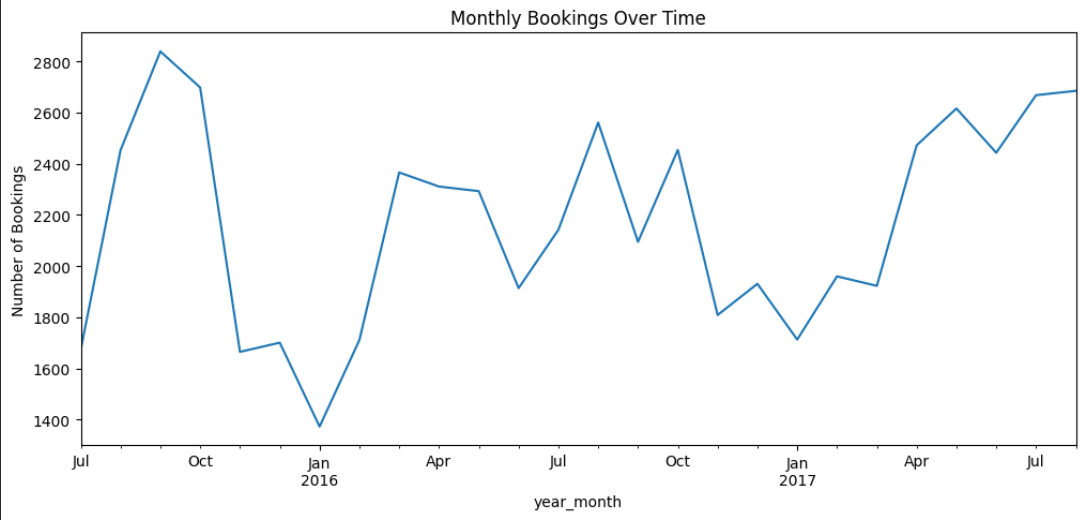 Monthly Bookings Over Time
Number of Bookings
2800
2600
2400
2200
2000
1800
1600
1400
Jul
Oct
Jan
2016
Apr
Jul
Oct
Jan
2017
Apr
Jul
year_month